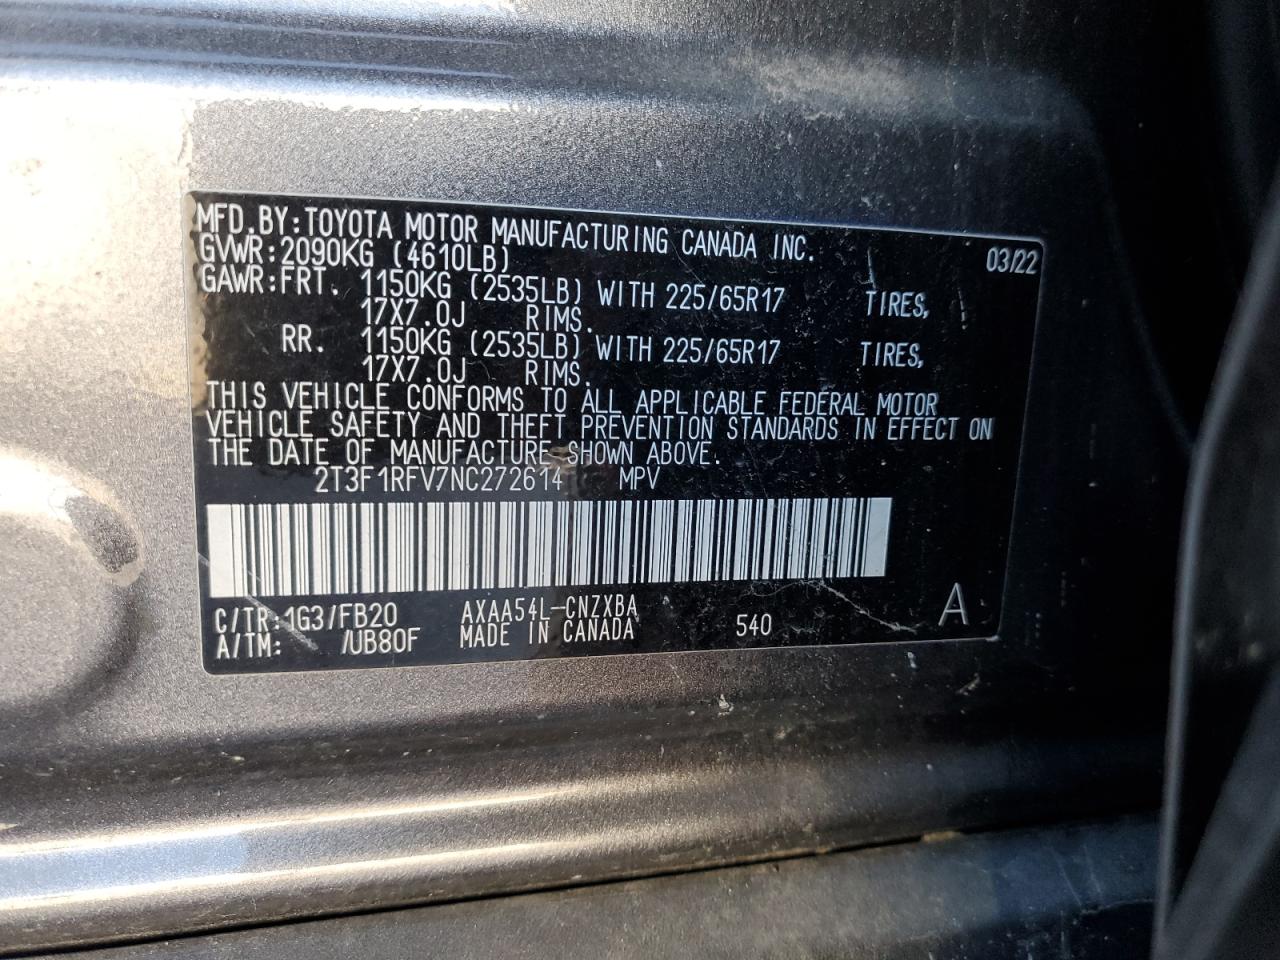 MFD.BY:TOYOTA MOTOR MANUFACTURING CANADA INC.
GVWR:2090KG (4610LB) 03/22
GAWR:FRT. 1150KG (2535LB) WITH 225/65R17 TIRES,
17X7.0J RIMS.
RR. 1150KG (2535LB) WITH 225/65R17 TIRES,
17X7.0J RIMS.
THIS VEHICLE CONFORMS TO ALL APPLICABLE FEDERAL MOTOR
VEHICLE SAFETY AND THEFT PREVENTION STANDARDS IN EFFECT ON
THE DATE OF MANUFACTURE SHOWN ABOVE.
2T3F1RFV7NC272614 MPV
C/TR:1G3/FB20 AXAA54L-CNZXBA 540 A
A/TM: /UB80F MADE IN CANADA